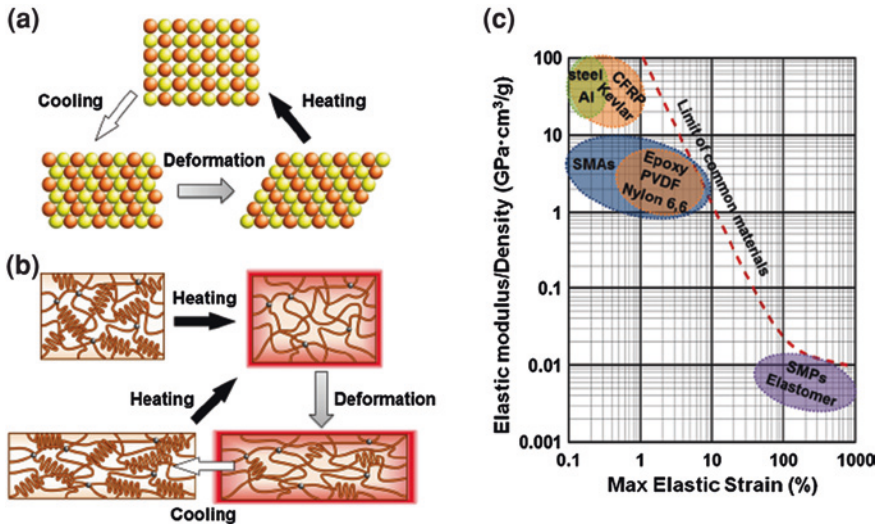 (a)
Cooling
Heating
Deformation
(b)
Heating
Heating
Deformation
Cooling
(c)
Elastic modulus/Density (GPa·cm³/g)
100
10
1
0.1
0.01
0.001
steel
Al
CFRP
Kevlar
SMAs
Epoxy
PVDF
Nylon 6,6
Limit of common materials
SMPs
Elastomer
0.1
1
10
100
1000
Max Elastic Strain (%)